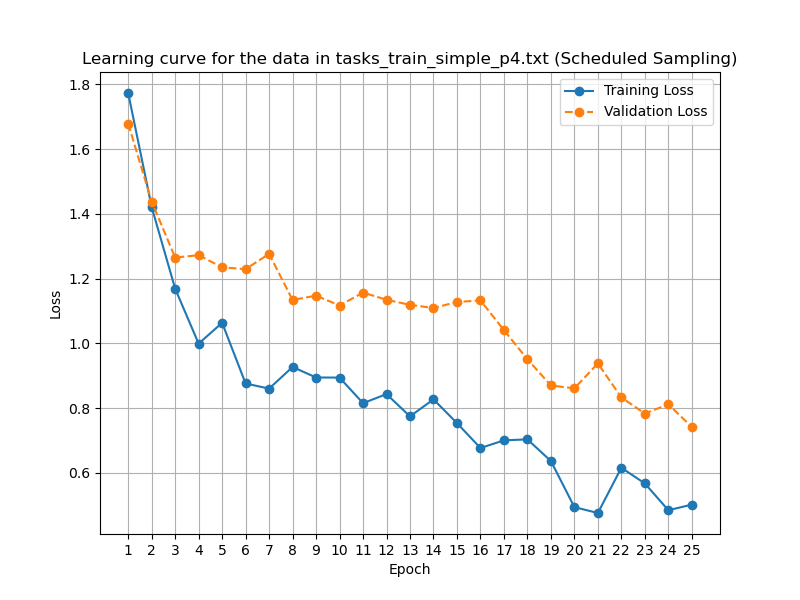 Learning curve for the data in tasks_train_simple_p4.txt (Scheduled Sampling)
Training Loss
Validation Loss
1.8
1.6
1.4
1.2
1.0
0.8
0.6
Loss
1 2 3 4 5 6 7 8 9 10 11 12 13 14 15 16 17 18 19 20 21 22 23 24 25
Epoch